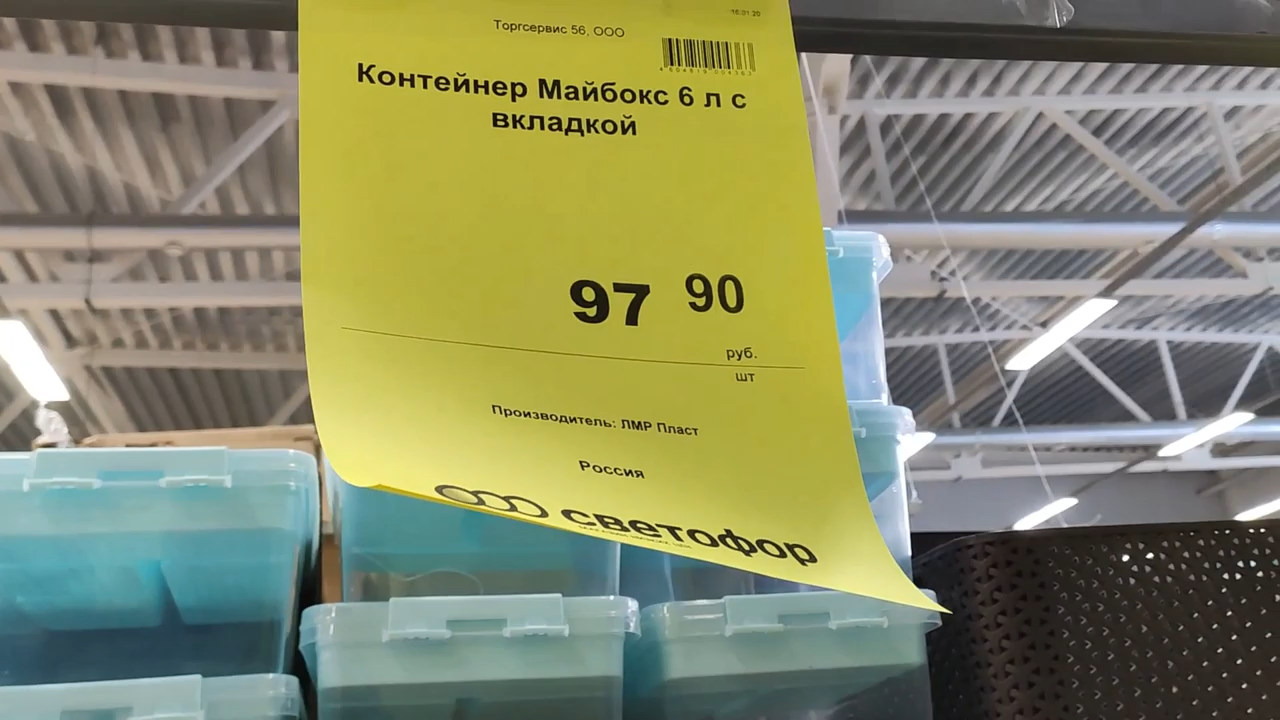 Торгсервис 56, ООО
Контейнер Майбокс 6 л с
вкладкой
97 90
руб.
шт
Производитель: ЛМР Пласт
Россия
светофор